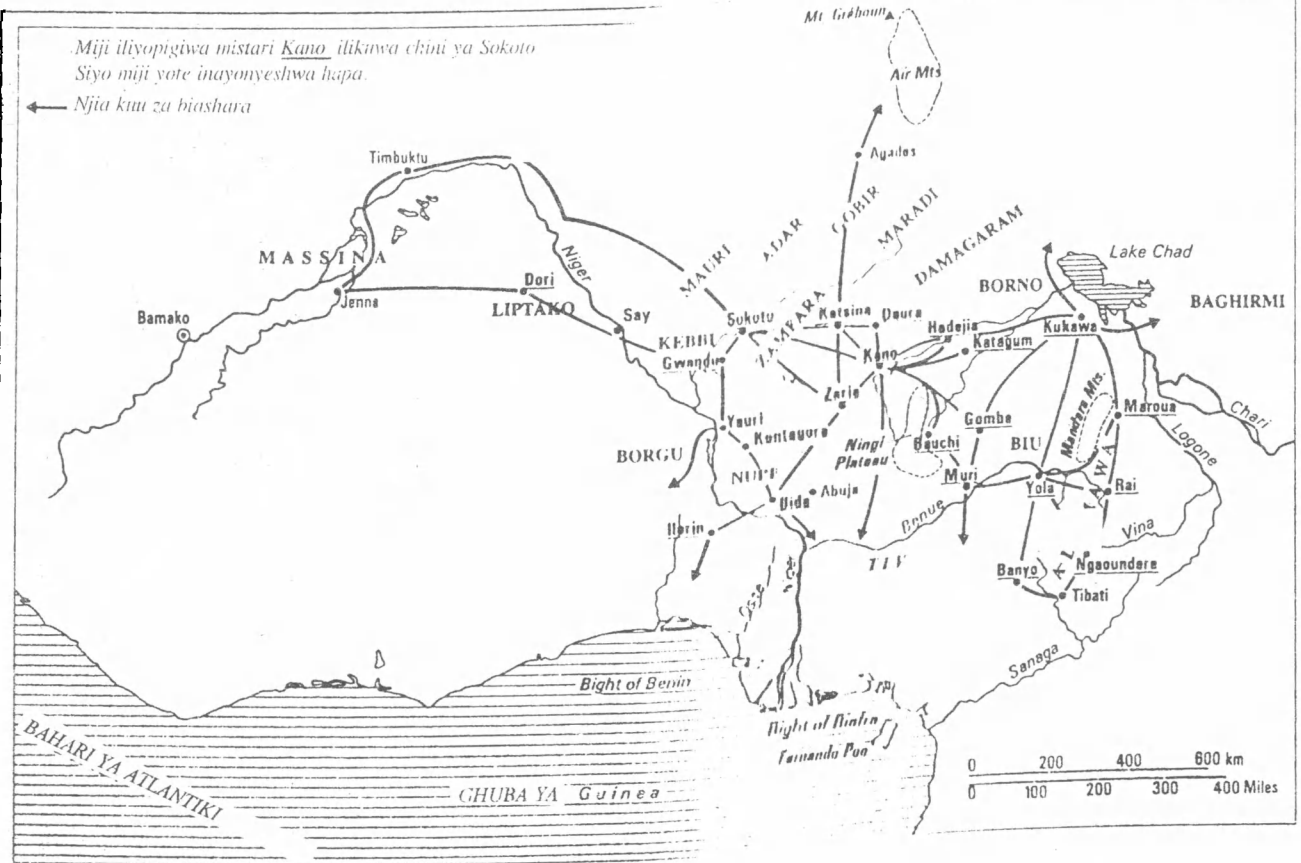 Mt. Gréboun
Miji iliyopigiwa mistari Kano ilikuwa chini ya Sokoto
Siyo miji yote inayonyeshwa hapa.
Njia kuu za biashara
Air Mts
Timbuktu
Agades
MASSINA
Niger
MAURI
ADAR
GOBIR
MARADI
DAMAGARAM
Lake Chad
BORNO
BAGHIRMI
Jenna
Dori
LIPTAKO
Bamako
Say
Sokoto
Katsina
Daura
Hadejia
Kukawa
KEBBU
ZAMFARA
Katagum
Gwandu
Kano
Zaria
Mandara Mts.
Maroua
Chari
Logone
Yauri
Kontagora
Gombe
Ningi
Plateau
Bauchi
BIU
BORGU
NUPE
Abuja
Muri
Yola
Rai
Bida
Benue
Ilorin
Vina
TIV
Ngaoundere
Banyo
Tibati
Osse
Sanaga
Bight of Benin
Fernando Poo
BAHARI YA ATLANTIKI
GHUBA YA Guinea
0 200 400 600 km
0 100 200 300 400 Miles